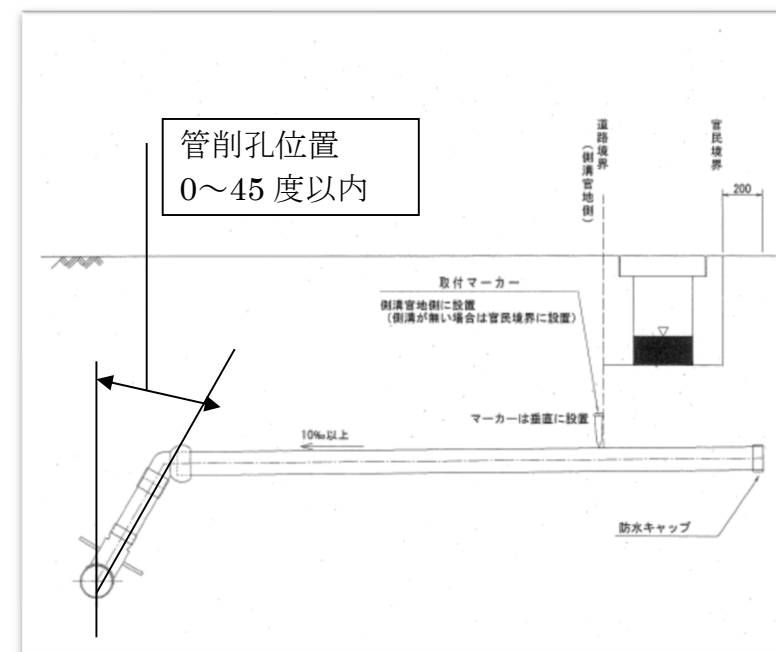 管削孔位置
0～45 度以内
道路境界
（側溝官地側）
官民境界
200
取付マーカー
側溝官地側に設置
（側溝が無い場合は官民境界に設置）
マーカーは垂直に設置
10‰以上
防水キャップ